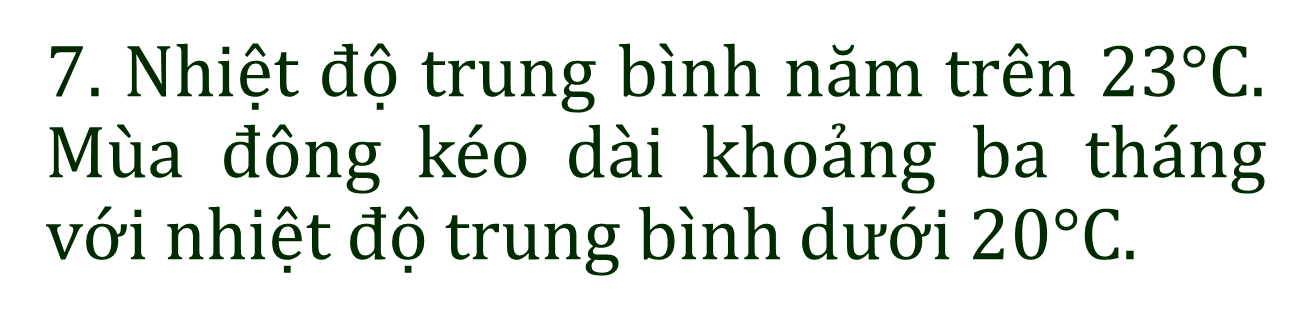 7. Nhiệt độ trung bình năm trên 23°C.
Mùa đông kéo dài khoảng ba tháng
với nhiệt độ trung bình dưới 20°C.